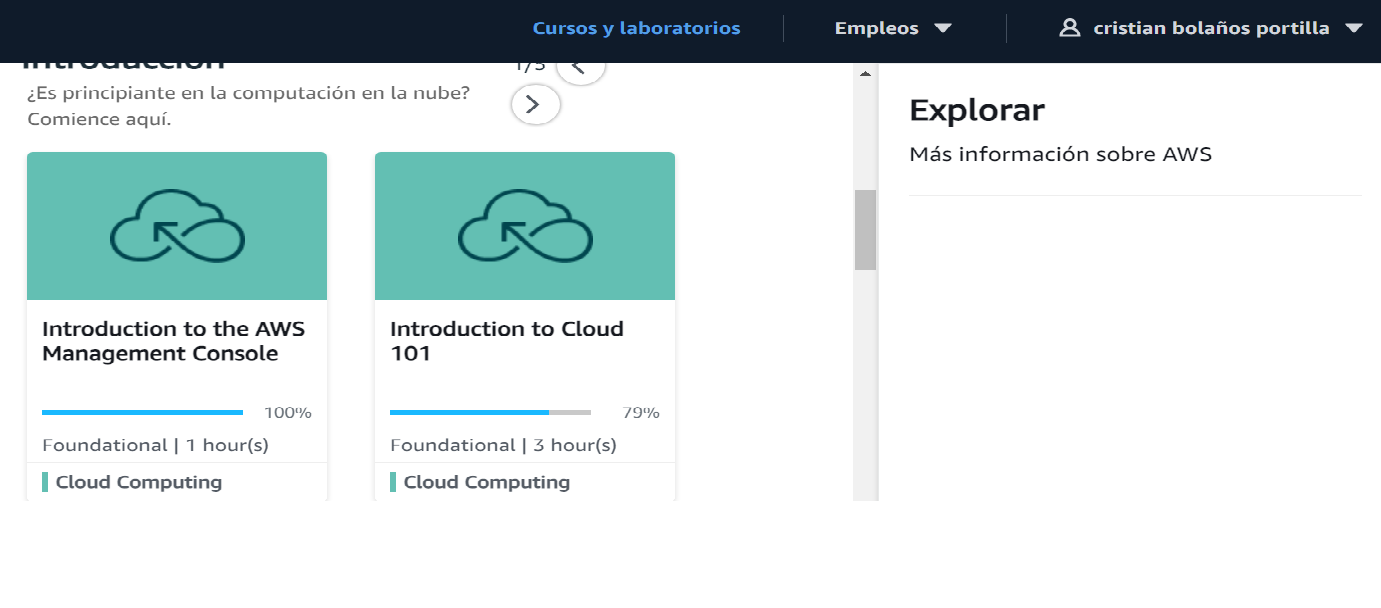 Cursos y laboratorios
Empleos
cristian bolaños portilla
Introducción
1/5
¿Es principiante en la computación en la nube?
Comience aquí.
Introduction to the AWS
Management Console
100%
Foundational | 1 hour(s)
Cloud Computing
Introduction to Cloud
101
79%
Foundational | 3 hour(s)
Cloud Computing
Explorar
Más información sobre AWS